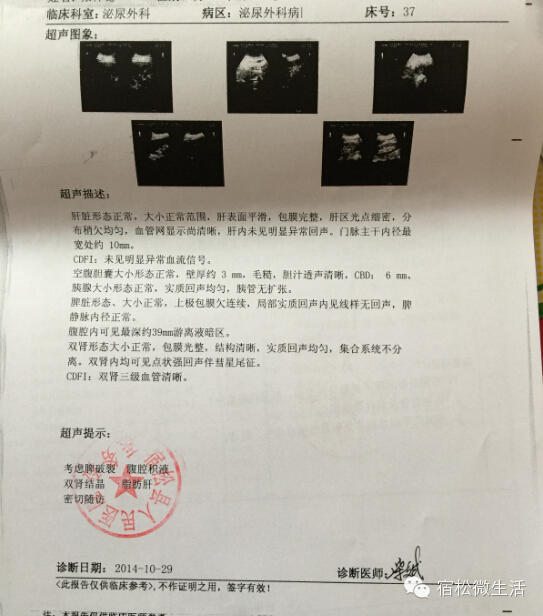 临床科室:泌尿外科
病区: 泌尿外科病
床号: 37
超声图象:
超声描述:
肝脏形态正常, 大小正常范围, 肝表面平滑, 包膜完整, 肝区光点细密, 分
布稍欠均匀, 血管网显示尚清晰, 肝内未见明显异常回声。门脉主干内径最
宽处约 10mm。
CDFI: 未见明显异常血流信号。
空腹胆囊大小形态正常, 壁厚约 3 mm, 毛糙, 胆汁透声清晰, CBD: 6 mm。
胰腺大小形态正常, 实质回声均匀, 胰管无扩张。
脾脏形态、大小正常, 上极包膜欠连续, 局部实质回声内见线样无回声, 脾
静脉内径正常。
腹腔内可见最深约39mm游离液暗区。
双肾形态大小正常, 包膜光整, 结构清晰, 实质回声均匀, 集合系统不分
离。双肾内均可见点状强回声伴彗星尾征。
CDFI: 双肾三级血管清晰。
超声提示:
考虑脾破裂 腹腔积液
双肾结晶 脂肪肝
密切随访
宿松县人民医院
诊断日期: 2014-10-29
诊断医师:
<此报告仅供临床参考>, 不作证明之用, 签字有效!
宿松微生活